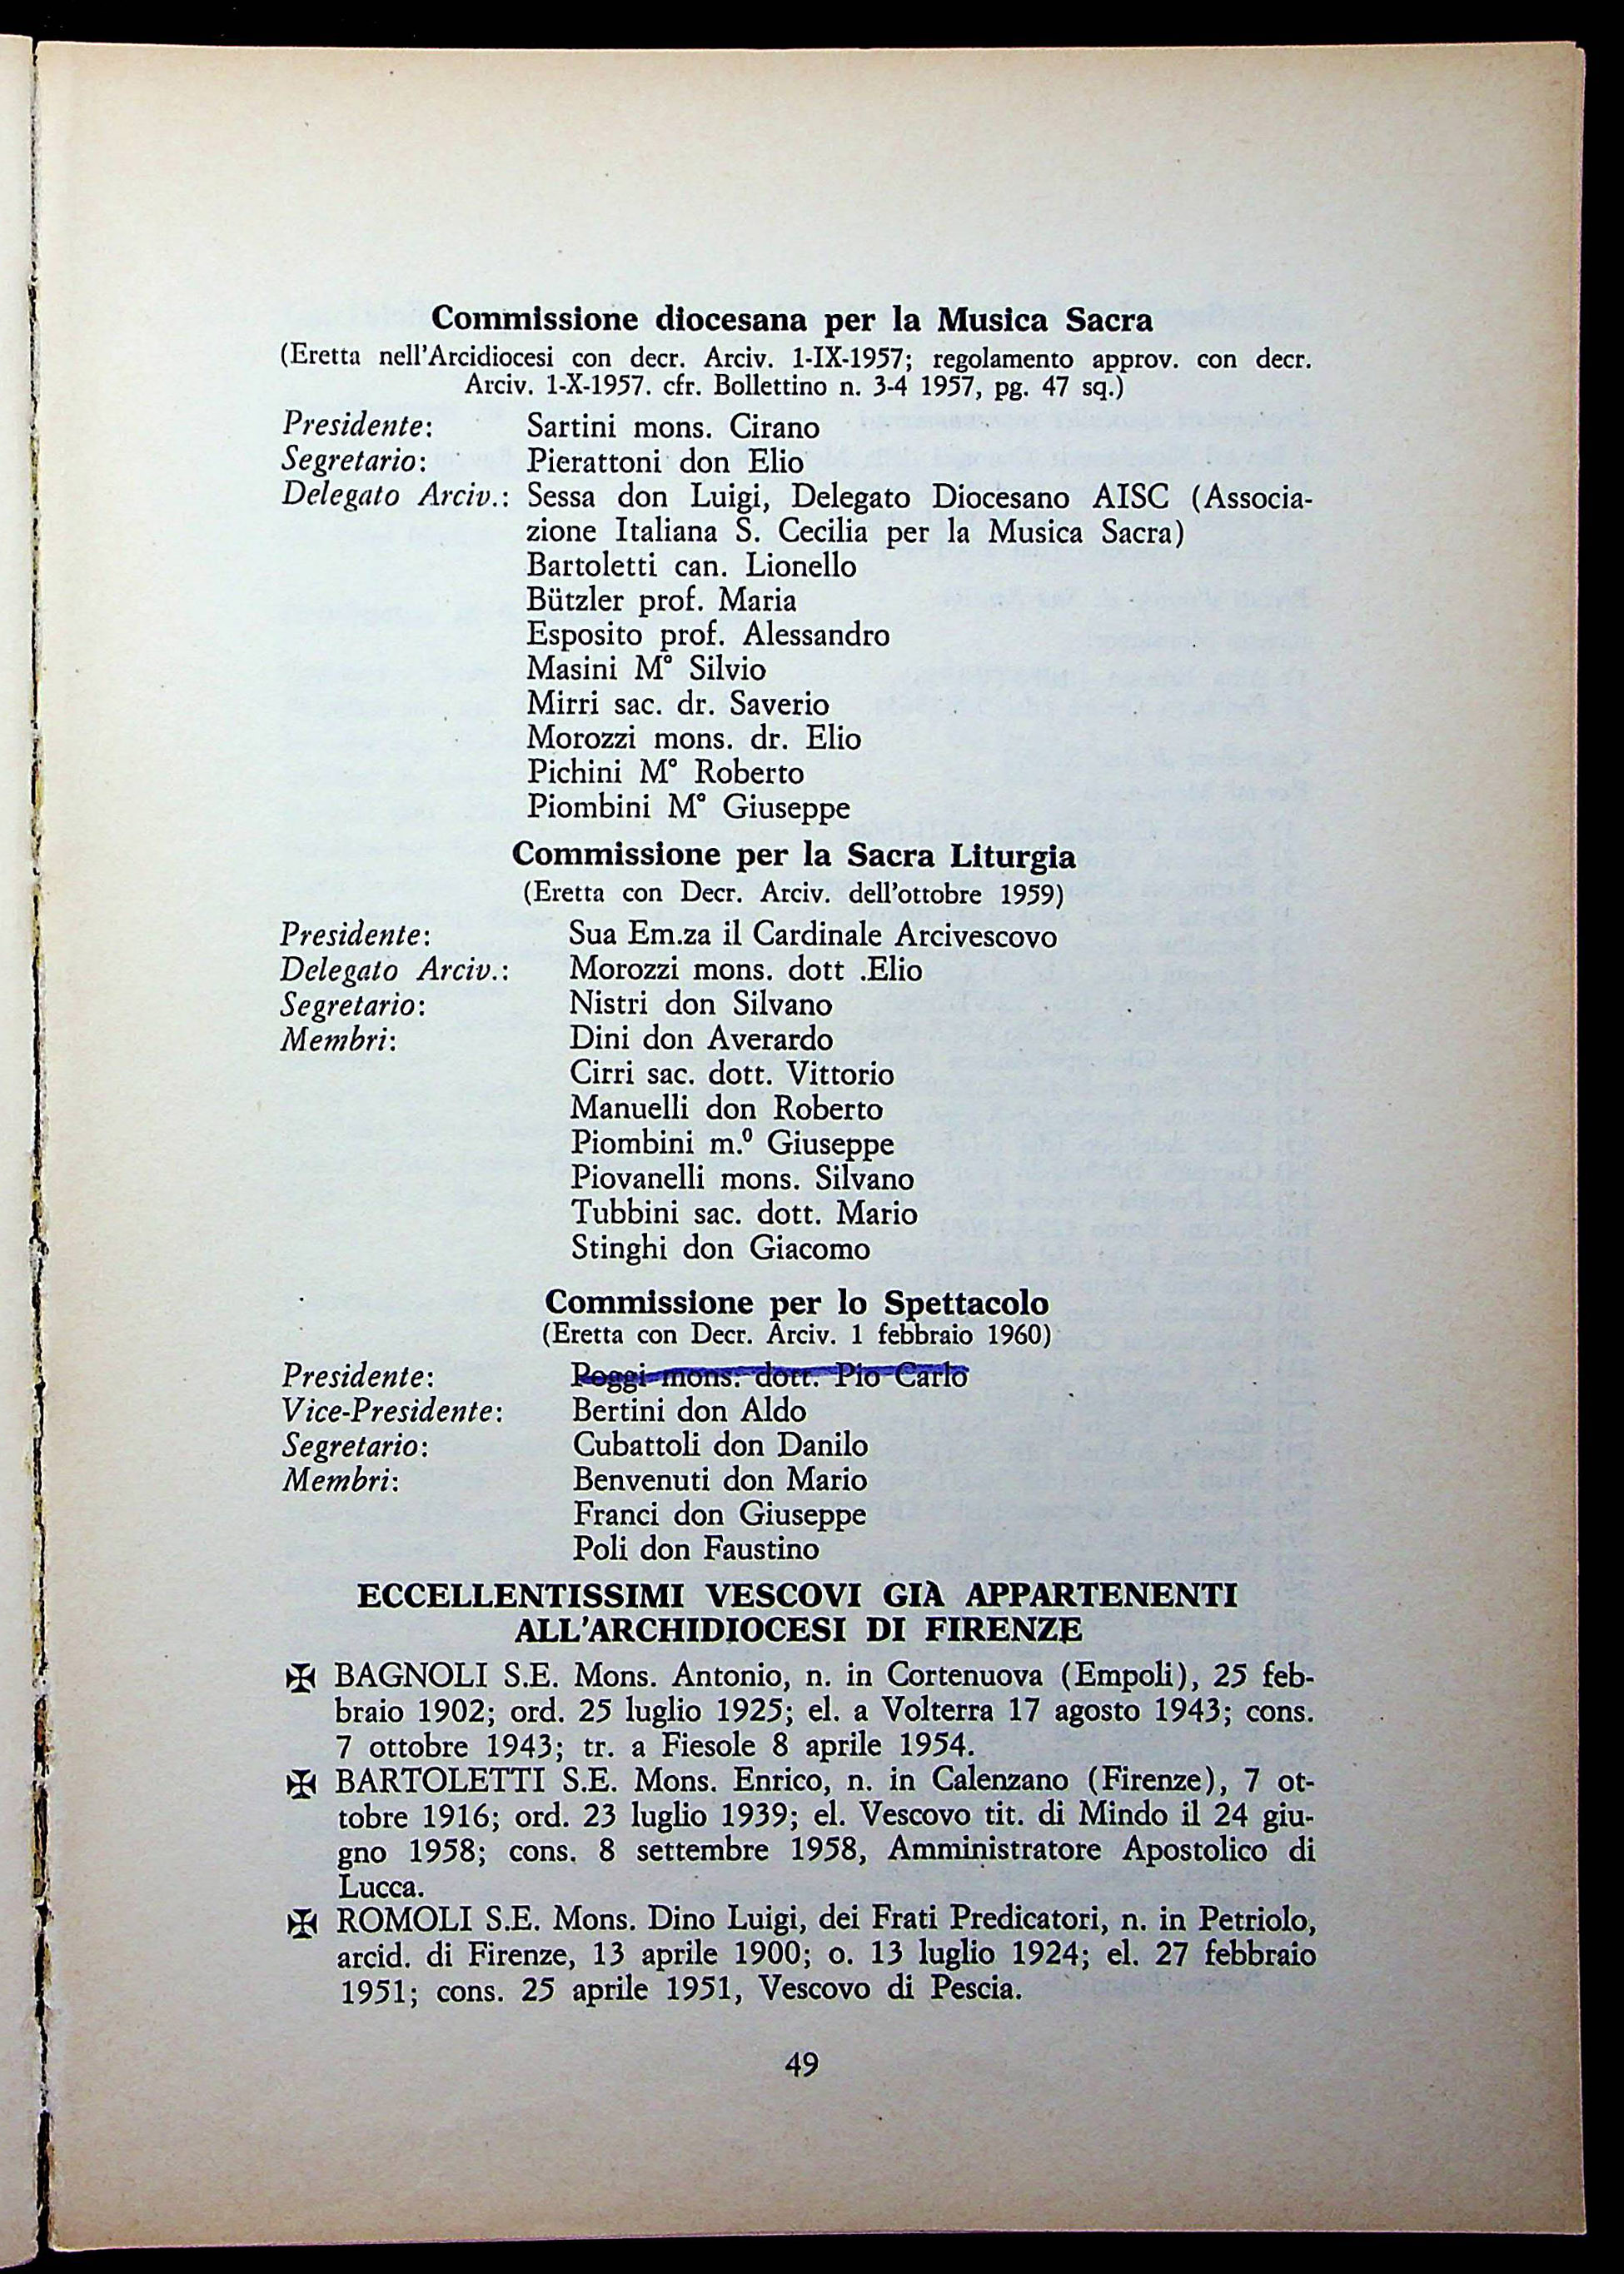 Commissione diocesana per la Musica Sacra
(Eretta nell'Arcidiocesi con decr. Arciv. 1-IX-1957; regolamento approv. con decr.
Arciv. 1-X-1957. cfr. Bollettino n. 3-4 1957, pg. 47 sq.)
Presidente: Sartini mons. Cirano
Segretario: Pierattoni don Elio
Delegato Arciv.: Sessa don Luigi, Delegato Diocesano AISC (Associa-
zione Italiana S. Cecilia per la Musica Sacra)
Bartoletti can. Lionello
Bützler prof. Maria
Esposito prof. Alessandro
Masini M° Silvio
Mirri sac. dr. Saverio
Morozzi mons. dr. Elio
Pichini M° Roberto
Piombini M° Giuseppe
Commissione per la Sacra Liturgia
(Eretta con Decr. Arciv. dell'ottobre 1959)
Presidente: Sua Em.za il Cardinale Arcivescovo
Delegato Arciv.: Morozzi mons. dott .Elio
Segretario: Nistri don Silvano
Membri: Dini don Averardo
Cirri sac. dott. Vittorio
Manuelli don Roberto
Piombini m.º Giuseppe
Piovanelli mons. Silvano
Tubbini sac. dott. Mario
Stinghi don Giacomo
Commissione per lo Spettacolo
(Eretta con Decr. Arciv. 1 febbraio 1960)
Presidente: Poggi mons. dott. Pio Carlo
Vice-Presidente: Bertini don Aldo
Segretario: Cubattoli don Danilo
Membri: Benvenuti don Mario
Franci don Giuseppe
Poli don Faustino
ECCELLENTISSIMI VESCOVI GIÀ APPARTENENTI
ALL'ARCHIDIOCESI DI FIRENZE
✠ BAGNOLI S.E. Mons. Antonio, n. in Cortenuova (Empoli), 25 feb-
braio 1902; ord. 25 luglio 1925; el. a Volterra 17 agosto 1943; cons.
7 ottobre 1943; tr. a Fiesole 8 aprile 1954.
✠ BARTOLETTI S.E. Mons. Enrico, n. in Calenzano (Firenze), 7 ot-
tobre 1916; ord. 23 luglio 1939; el. Vescovo tit. di Mindo il 24 giu-
gno 1958; cons. 8 settembre 1958, Amministratore Apostolico di
Lucca.
✠ ROMOLI S.E. Mons. Dino Luigi, dei Frati Predicatori, n. in Petriolo,
arcid. di Firenze, 13 aprile 1900; o. 13 luglio 1924; el. 27 febbraio
1951; cons. 25 aprile 1951, Vescovo di Pescia.
49